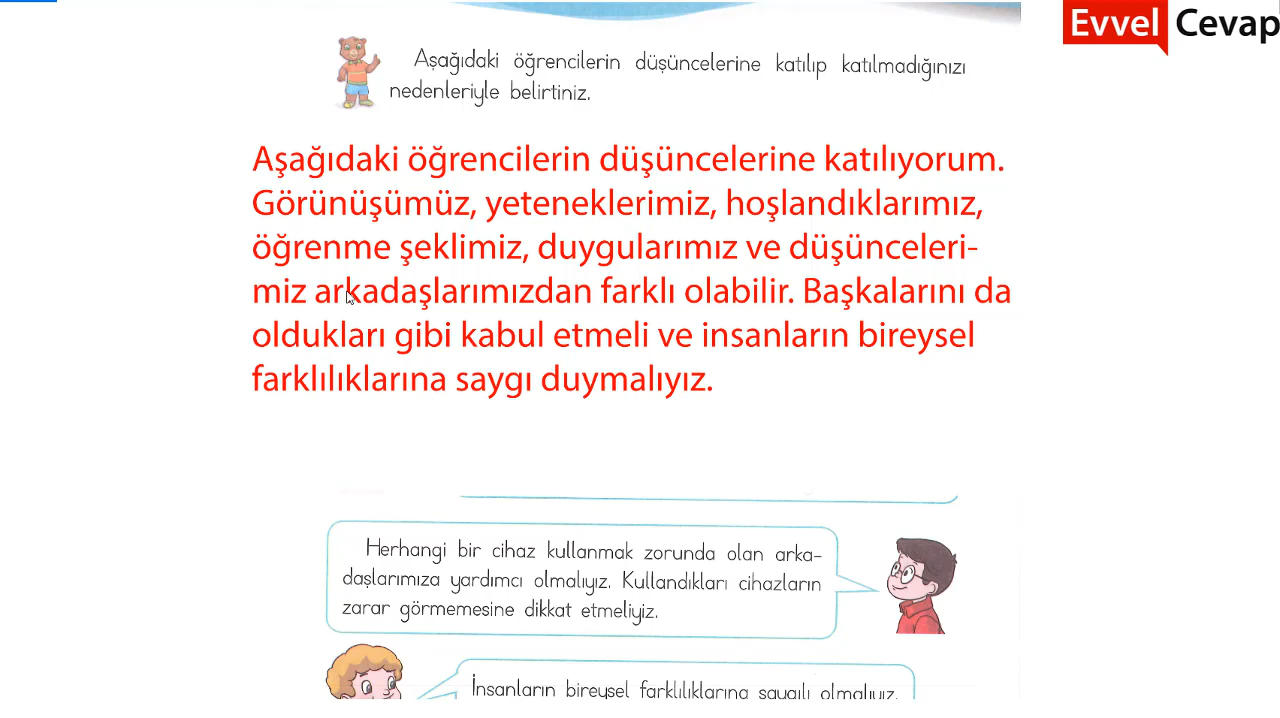 Evvel Cevap
Aşağıdaki öğrencilerin düşüncelerine katılıp katılmadığınızı
nedenleriyle belirtiniz.
Aşağıdaki öğrencilerin düşüncelerine katılıyorum.
Görünüşümüz, yeteneklerimiz, hoşlandıklarımız,
öğrenme şeklimiz, duygularımız ve düşünceleri-
miz arkadaşlarımızdan farklı olabilir. Başkalarını da
oldukları gibi kabul etmeli ve insanların bireysel
farklılıklarına saygı duymalıyız.
Herhangi bir cihaz kullanmak zorunda olan arka-
daşlarımıza yardımcı olmalıyız. Kullandıkları cihazların
zarar görmemesine dikkat etmeliyiz.
İnsanların bireysel farklılıklarına saygılı olmalıyız.